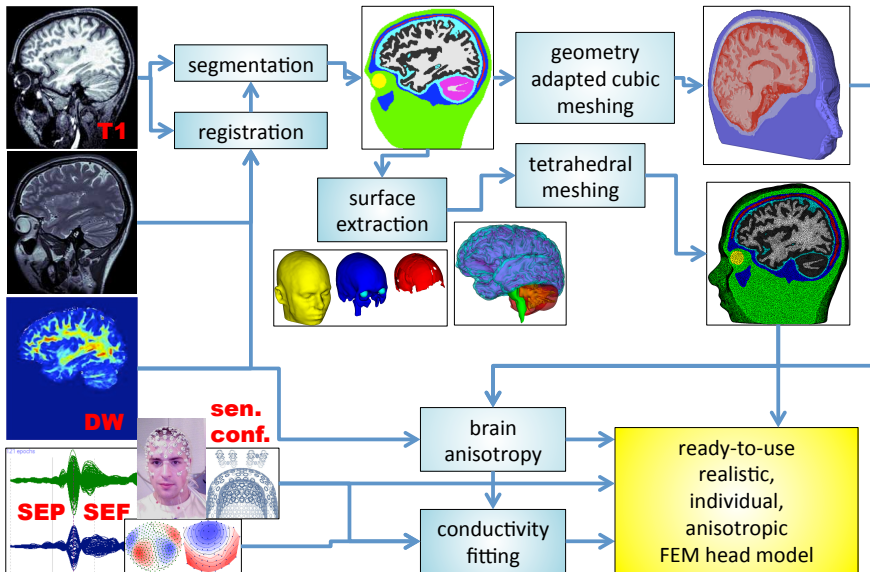 T1
segmentation
registration
geometry
adapted cubic
meshing
surface
extraction
tetrahedral
meshing
DW
sen.
conf.
SEP
SEF
brain
anisotropy
conductivity
fitting
ready-to-use
realistic,
individual,
anisotropic
FEM head model